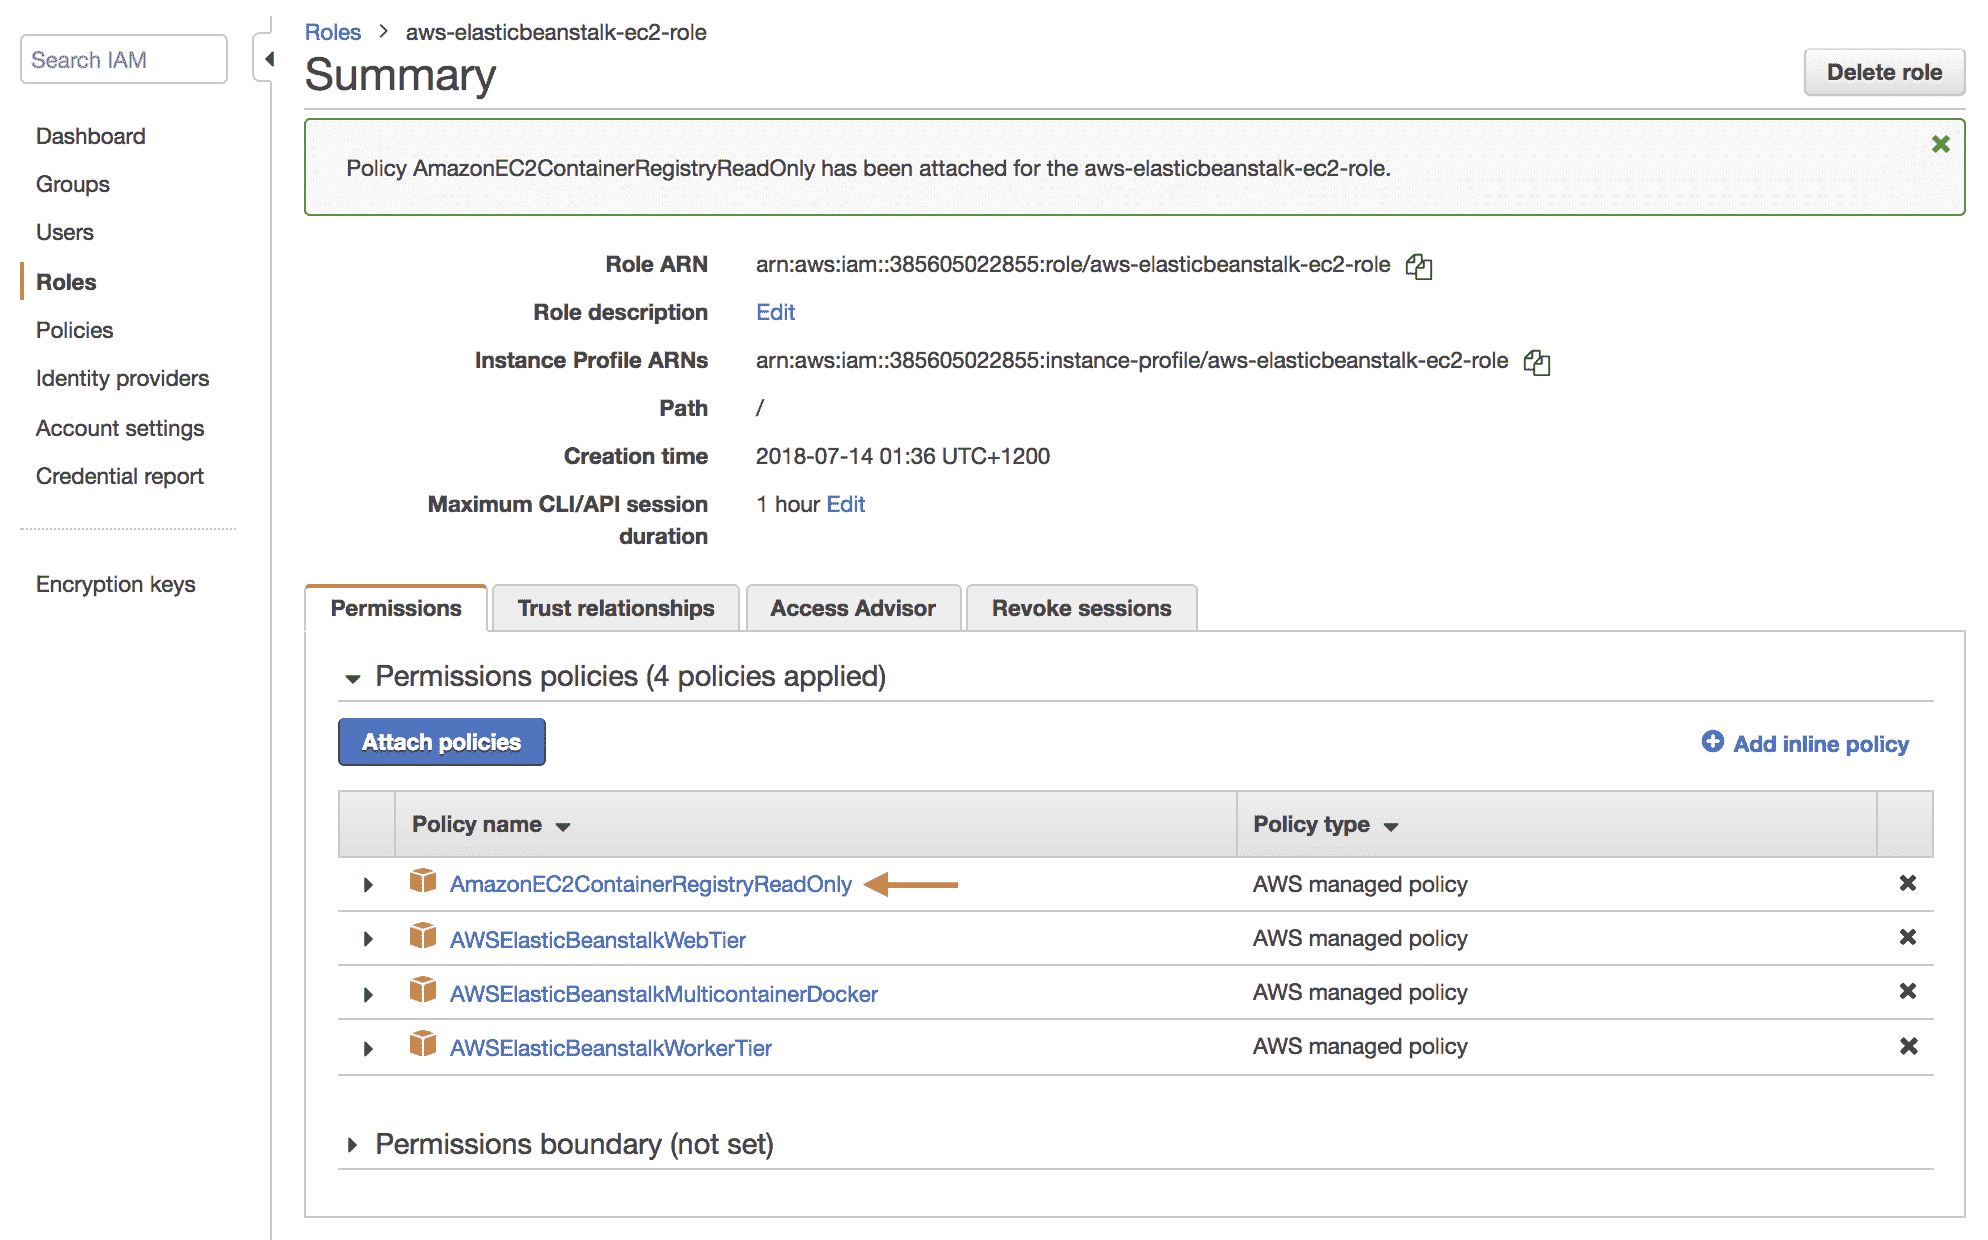 Search IAM
Dashboard
Groups
Users
Roles
Policies
Identity providers
Account settings
Credential report
Encryption keys
Roles > aws-elasticbeanstalk-ec2-role
Summary
Delete role
Policy AmazonEC2ContainerRegistryReadOnly has been attached for the aws-elasticbeanstalk-ec2-role.
Role ARN arn:aws:iam::385605022855:role/aws-elasticbeanstalk-ec2-role
Role description Edit
Instance Profile ARNs arn:aws:iam::385605022855:instance-profile/aws-elasticbeanstalk-ec2-role
Path /
Creation time 2018-07-14 01:36 UTC+1200
Maximum CLI/API session duration 1 hour Edit
Permissions Trust relationships Access Advisor Revoke sessions
Permissions policies (4 policies applied)
Attach policies Add inline policy
Policy name Policy type
AmazonEC2ContainerRegistryReadOnly AWS managed policy
AWSElasticBeanstalkWebTier AWS managed policy
AWSElasticBeanstalkMulticontainerDocker AWS managed policy
AWSElasticBeanstalkWorkerTier AWS managed policy
Permissions boundary (not set)